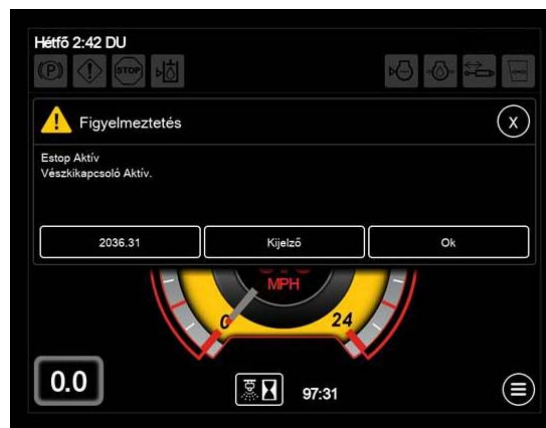 Hétfő 2:42 DU
(P)
STOP
Figyelmeztetés
X
Estop Aktív
Vészkikapcsoló Aktív.
2036.31
Kijelző
Ok
MPH
0
24
0.0
97:31